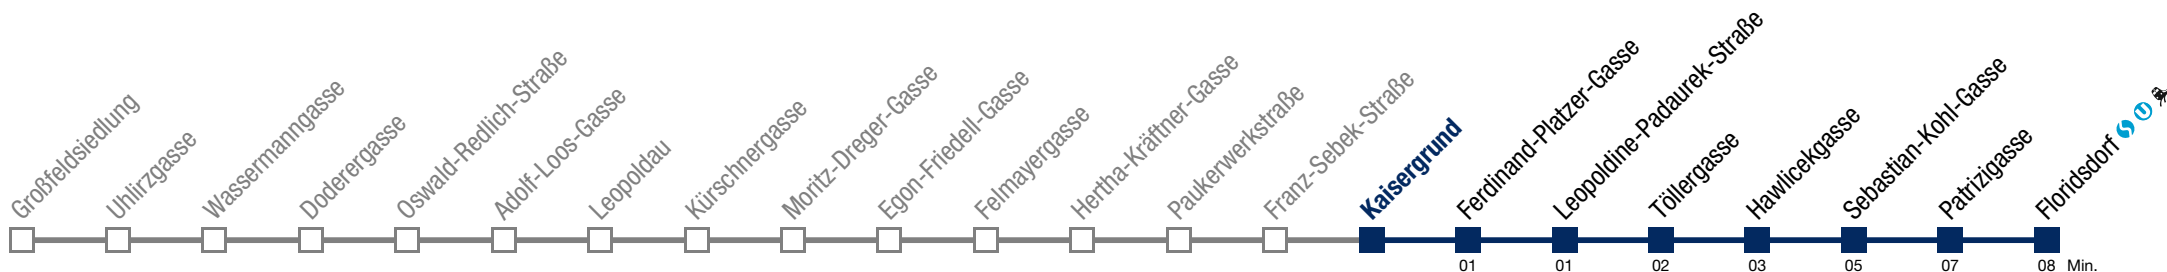 Großfeldsiedlung
Uhlirzgasse
Wassermanngasse
Doderergasse
Oswald-Redlich-Straße
Adolf-Loos-Gasse
Leopoldau
Kürschnergasse
Moritz-Dreger-Gasse
Egon-Friedell-Gasse
Felmayergasse
Hertha-Kräftner-Gasse
Paukerwerkstraße
Franz-Sebek-Straße
Kaisergrund
Ferdinand-Platzer-Gasse
Leopoldine-Padaurek-Straße
Töllergasse
Hawlicekgasse
Sebastian-Kohl-Gasse
Patrizigasse
Floridsdorf S U
01 01 02 03 05 07 08 Min.